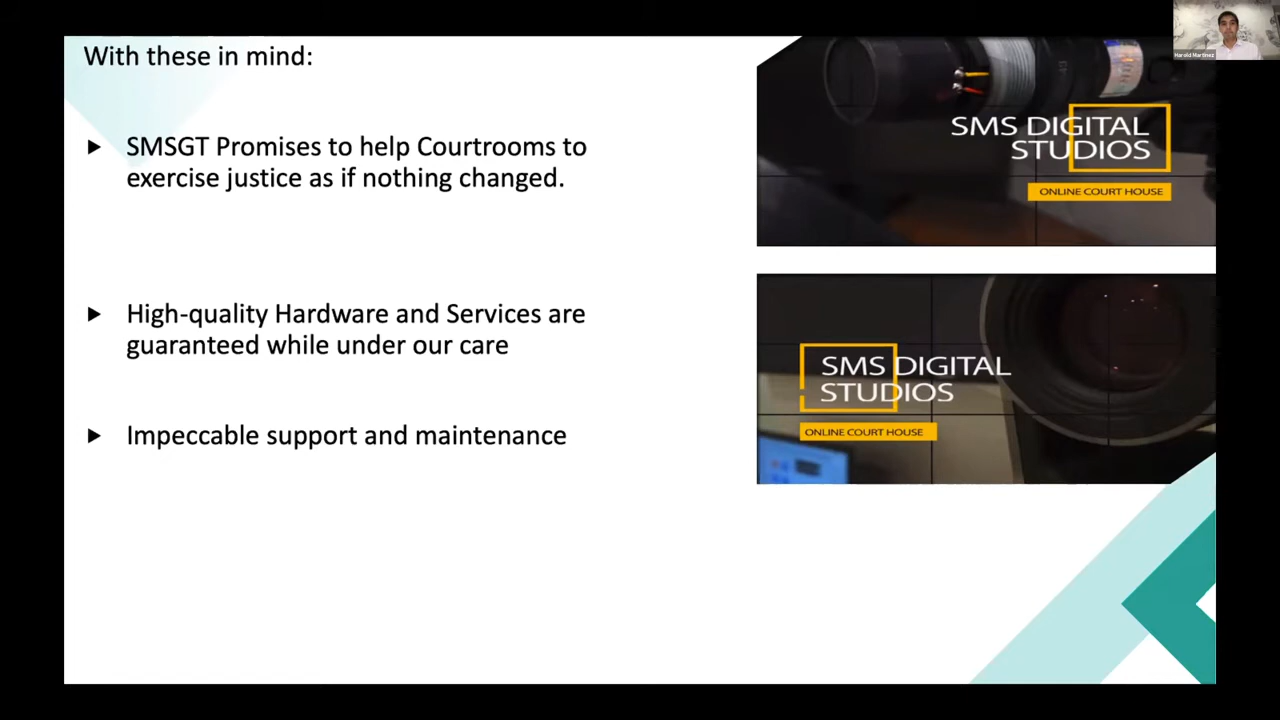 With these in mind:
SMSGT Promises to help Courtrooms to
exercise justice as if nothing changed.
High-quality Hardware and Services are
guaranteed while under our care
Impeccable support and maintenance
SMS DIGITAL
STUDIOS
ONLINE COURT HOUSE
SMS DIGITAL
STUDIOS
ONLINE COURT HOUSE
Harold Martinez